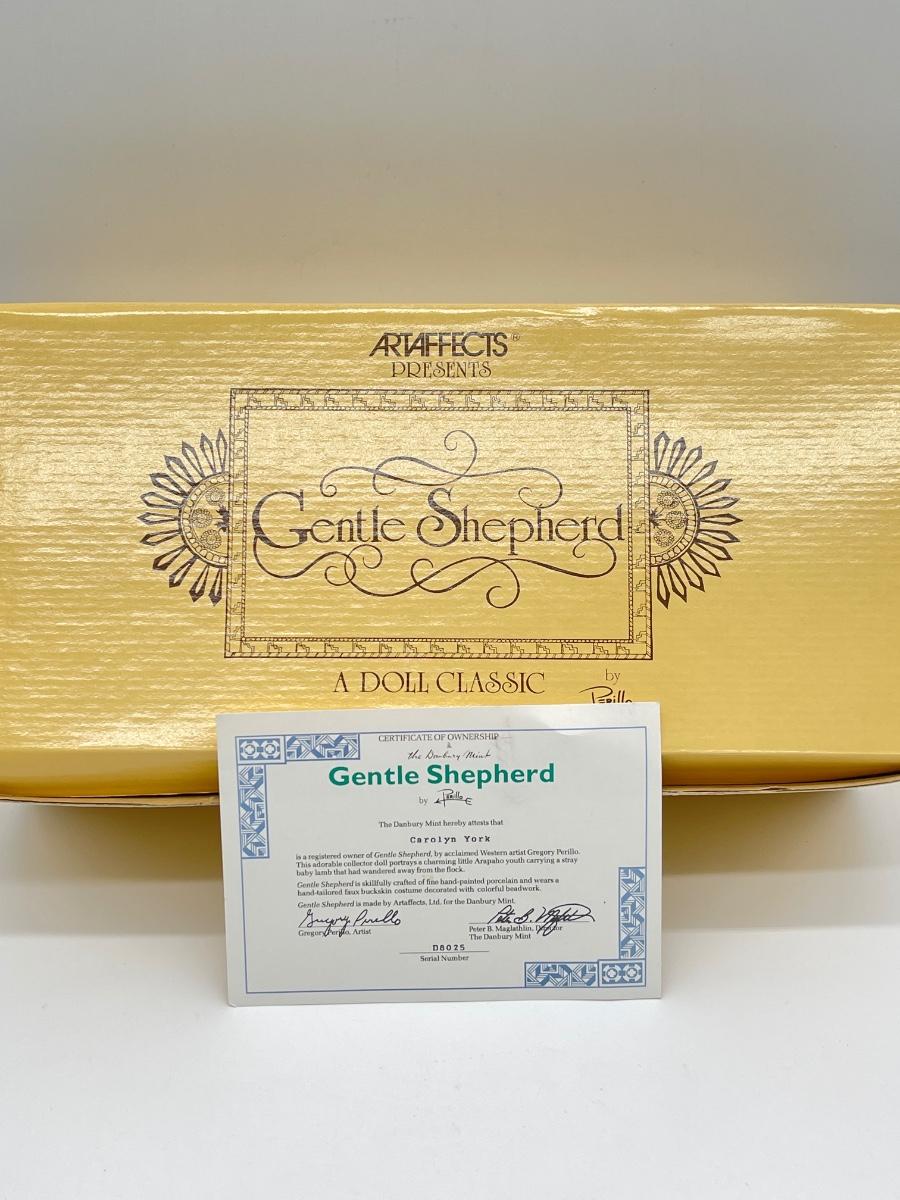 ARTAFFECTS®
PRESENTS
Gentle Shepherd
A DOLL CLASSIC
by
Perillo
CERTIFICATE OF OWNERSHIP
&
the Danbury Mint
Gentle Shepherd
by Perillo
The Danbury Mint hereby attests that
Carolyn York
is a registered owner of Gentle Shepherd, by acclaimed Western artist Gregory Perillo.
This adorable collector doll portrays a charming little Arapaho youth carrying a stray
baby lamb that had wandered away from the flock.
Gentle Shepherd is skillfully crafted of fine hand-painted porcelain and wears a
hand-tailored faux buckskin costume decorated with colorful beadwork.
Gentle Shepherd is made by Artaffects, Ltd. for the Danbury Mint.
Gregory Perillo
Gregory Perillo, Artist
Peter B. Maglathlin, Director
The Danbury Mint
D8025
Serial Number